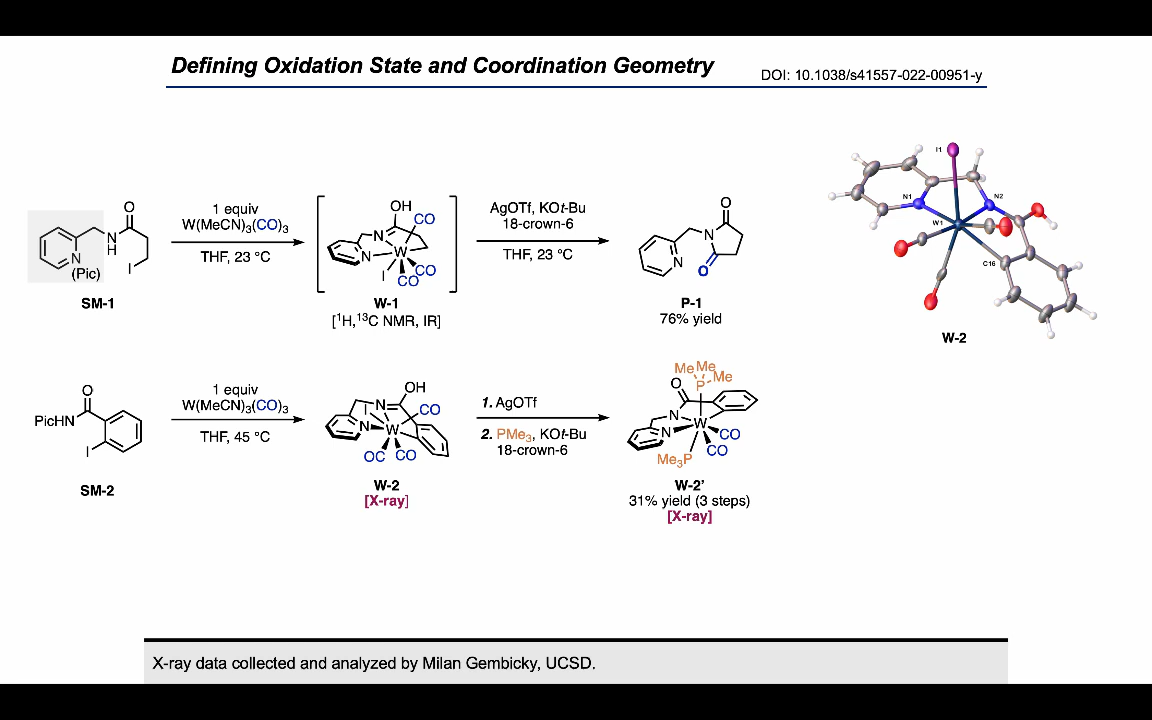 Defining Oxidation State and Coordination Geometry
DOI: 10.1038/s41557-022-00951-y
O
N
H
I
N
(Pic)
SM-1
1 equiv
W(MeCN)₃(CO)₃
THF, 23 °C
OH
CO
N
N
W
I
CO
CO
W-1
[¹H,¹³C NMR, IR]
AgOTf, KOt-Bu
18-crown-6
THF, 23 °C
O
N
N
O
P-1
76% yield
I1
N1
N2
W1
C16
W-2
O
PicHN
I
SM-2
1 equiv
W(MeCN)₃(CO)₃
THF, 45 °C
OH
I
N
CO
N
W
OC
CO
W-2
[X-ray]
1. AgOTf
2. PMe₃, KOt-Bu
18-crown-6
Me
Me
Me
P
O
N
N
W
CO
CO
Me₃P
W-2’
31% yield (3 steps)
[X-ray]
X-ray data collected and analyzed by Milan Gembicky, UCSD.